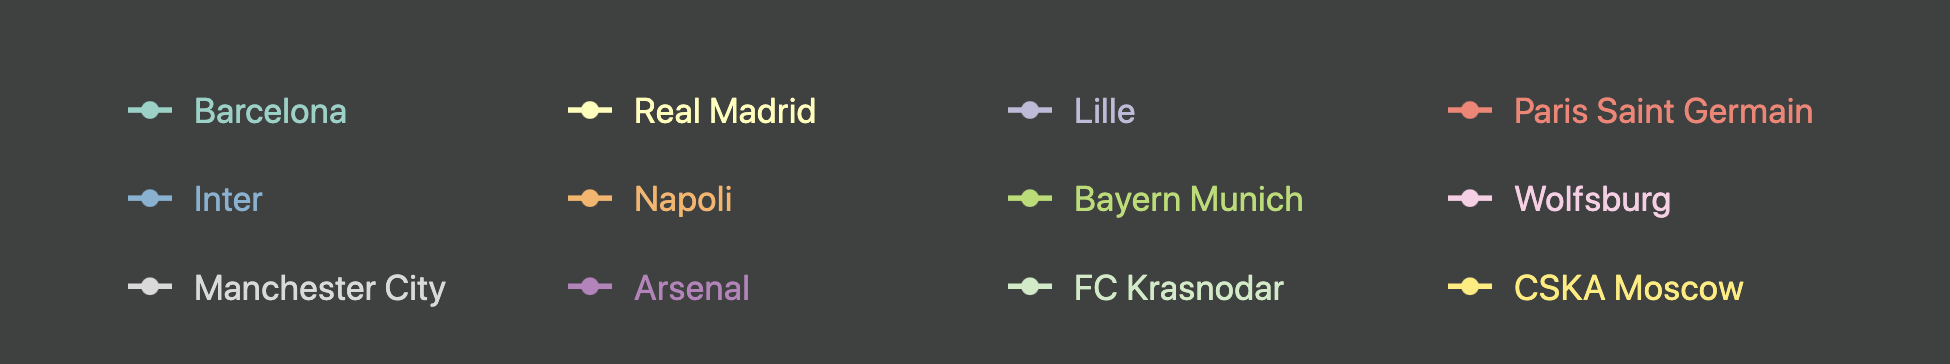 Barcelona Real Madrid Lille Paris Saint Germain
Inter Napoli Bayern Munich Wolfsburg
Manchester City Arsenal FC Krasnodar CSKA Moscow